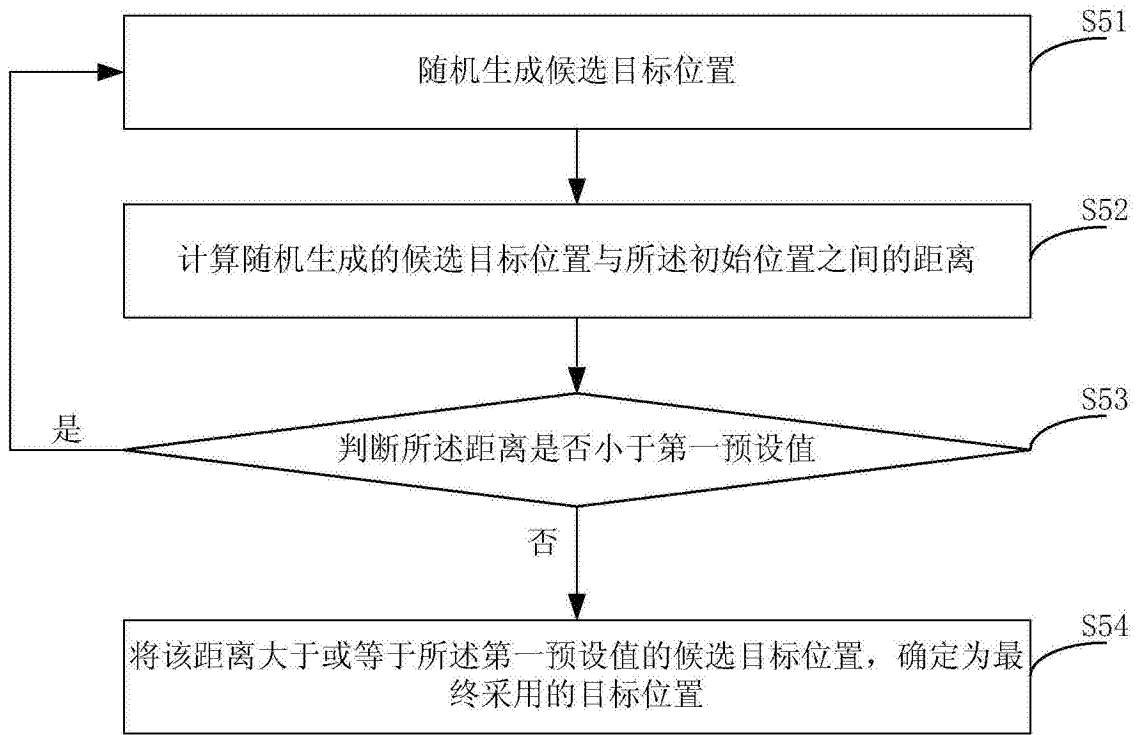 S51
随机生成候选目标位置
S52
计算随机生成的候选目标位置与所述初始位置之间的距离
S53
判断所述距离是否小于第一预设值
是
否
S54
将该距离大于或等于所述第一预设值的候选目标位置，确定为最
终采用的目标位置